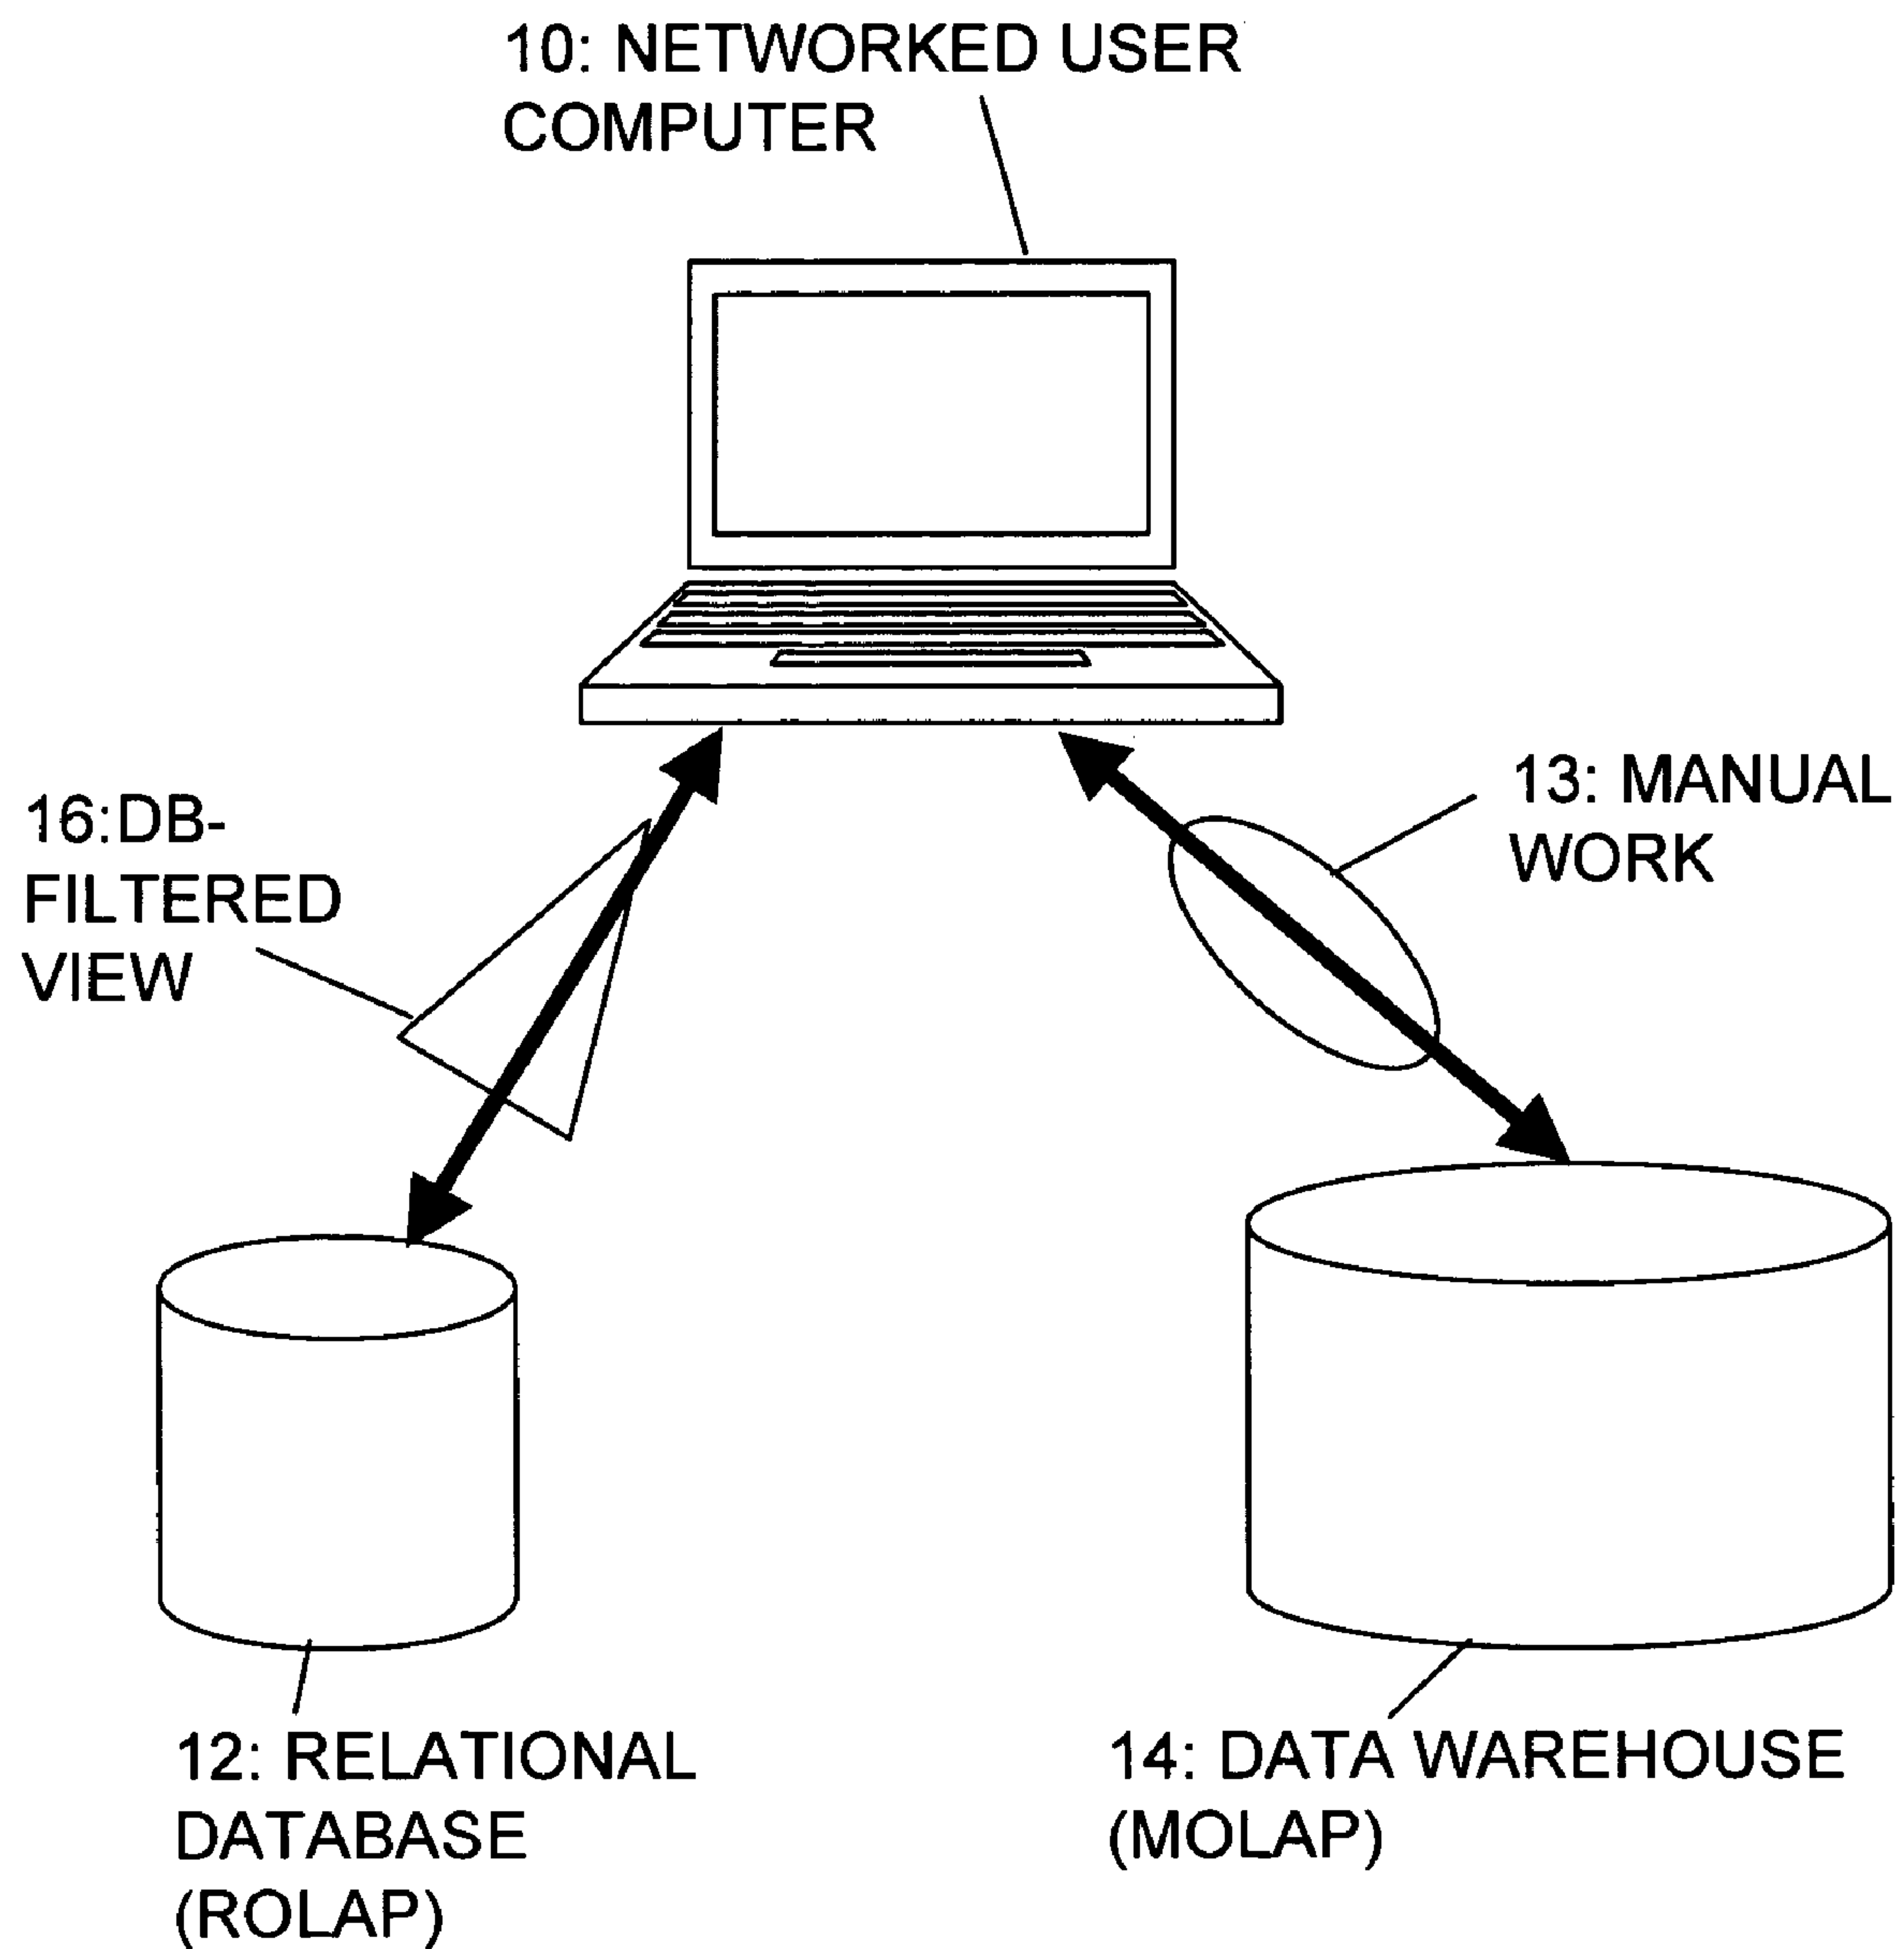 10: NETWORKED USER
COMPUTER
13: MANUAL
WORK
16:DB-
FILTERED
VIEW
12: RELATIONAL
DATABASE
(ROLAP)
14: DATA WAREHOUSE
(MOLAP)